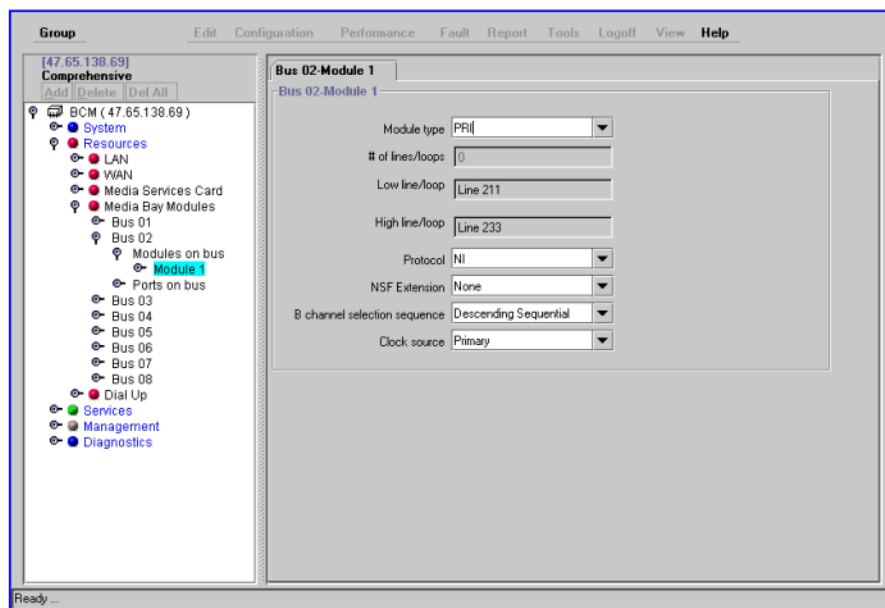 Group Edit Configuration Performance Fault Report Tools Logoff View Help
[47.65.138.69]
Comprehensive
Add Delete Del All
BCM ( 47.65.138.69 )
System
Resources
LAN
WAN
Media Services Card
Media Bay Modules
Bus 01
Bus 02
Modules on bus
Module 1
Ports on bus
Bus 03
Bus 04
Bus 05
Bus 06
Bus 07
Bus 08
Dial Up
Services
Management
Diagnostics
Bus 02-Module 1
Bus 02-Module 1
Module type PRI
# of lines/loops 0
Low line/loop Line 211
High line/loop Line 233
Protocol NI
NSF Extension None
B channel selection sequence Descending Sequential
Clock source Primary
Ready ...